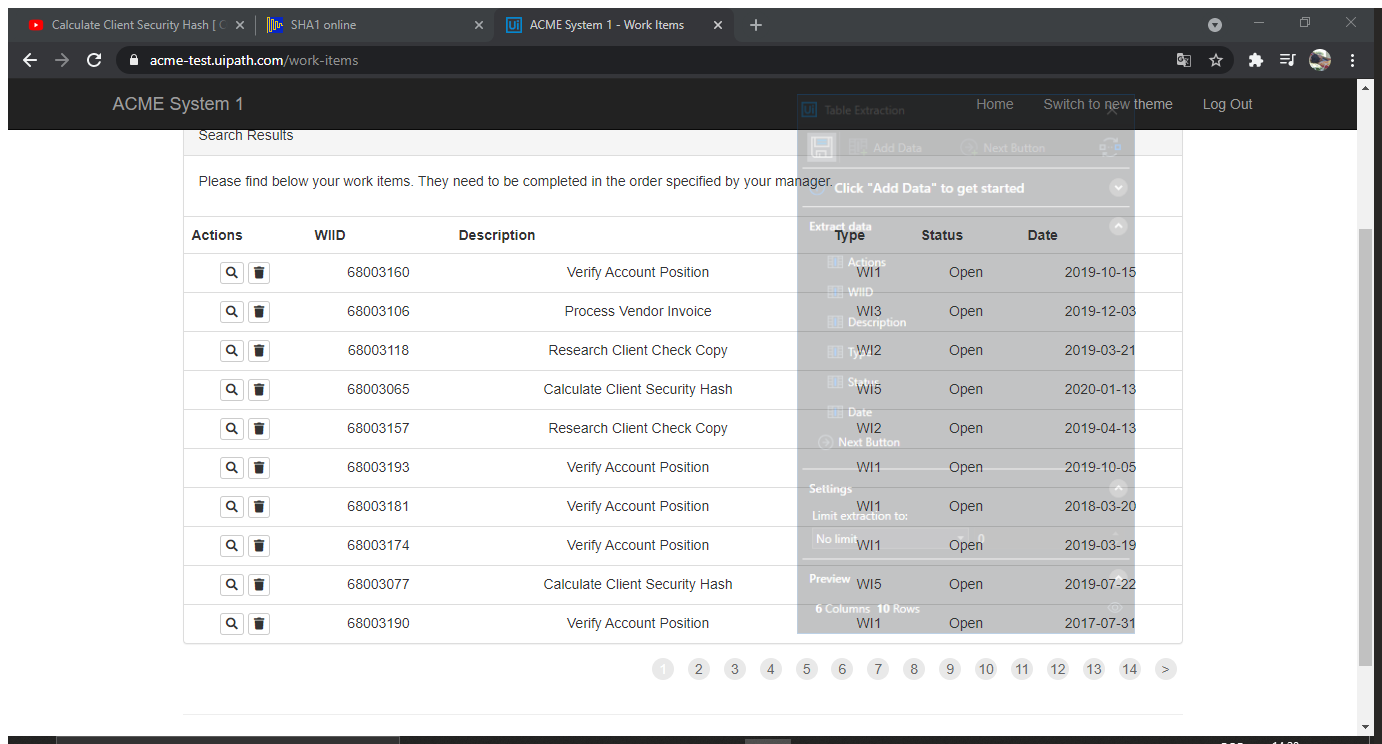 Calculate Client Security Hash [ C
SHA1 online
ACME System 1 - Work Items
acme-test.uipath.com/work-items
ACME System 1
Home
Switch to new theme
Log Out
Table Extraction
Add Data
Next Button
Search Results
Please find below your work items. They need to be completed in the order specified by your manager.
Click "Add Data" to get started
Extract data
Actions
WIID
Description
Type
Status
Date
Next Button
Settings
Limit extraction to:
No limit
0
Preview
6 Columns 10 Rows
Actions WIID Description Type Status Date
68003160 Verify Account Position WI1 Open 2019-10-15
68003106 Process Vendor Invoice WI3 Open 2019-12-03
68003118 Research Client Check Copy WI2 Open 2019-03-21
68003065 Calculate Client Security Hash WI5 Open 2020-01-13
68003157 Research Client Check Copy WI2 Open 2019-04-13
68003193 Verify Account Position WI1 Open 2019-10-05
68003181 Verify Account Position WI1 Open 2018-03-20
68003174 Verify Account Position WI1 Open 2019-03-19
68003077 Calculate Client Security Hash WI5 Open 2019-07-22
68003190 Verify Account Position WI1 Open 2017-07-31
1 2 3 4 5 6 7 8 9 10 11 12 13 14 >